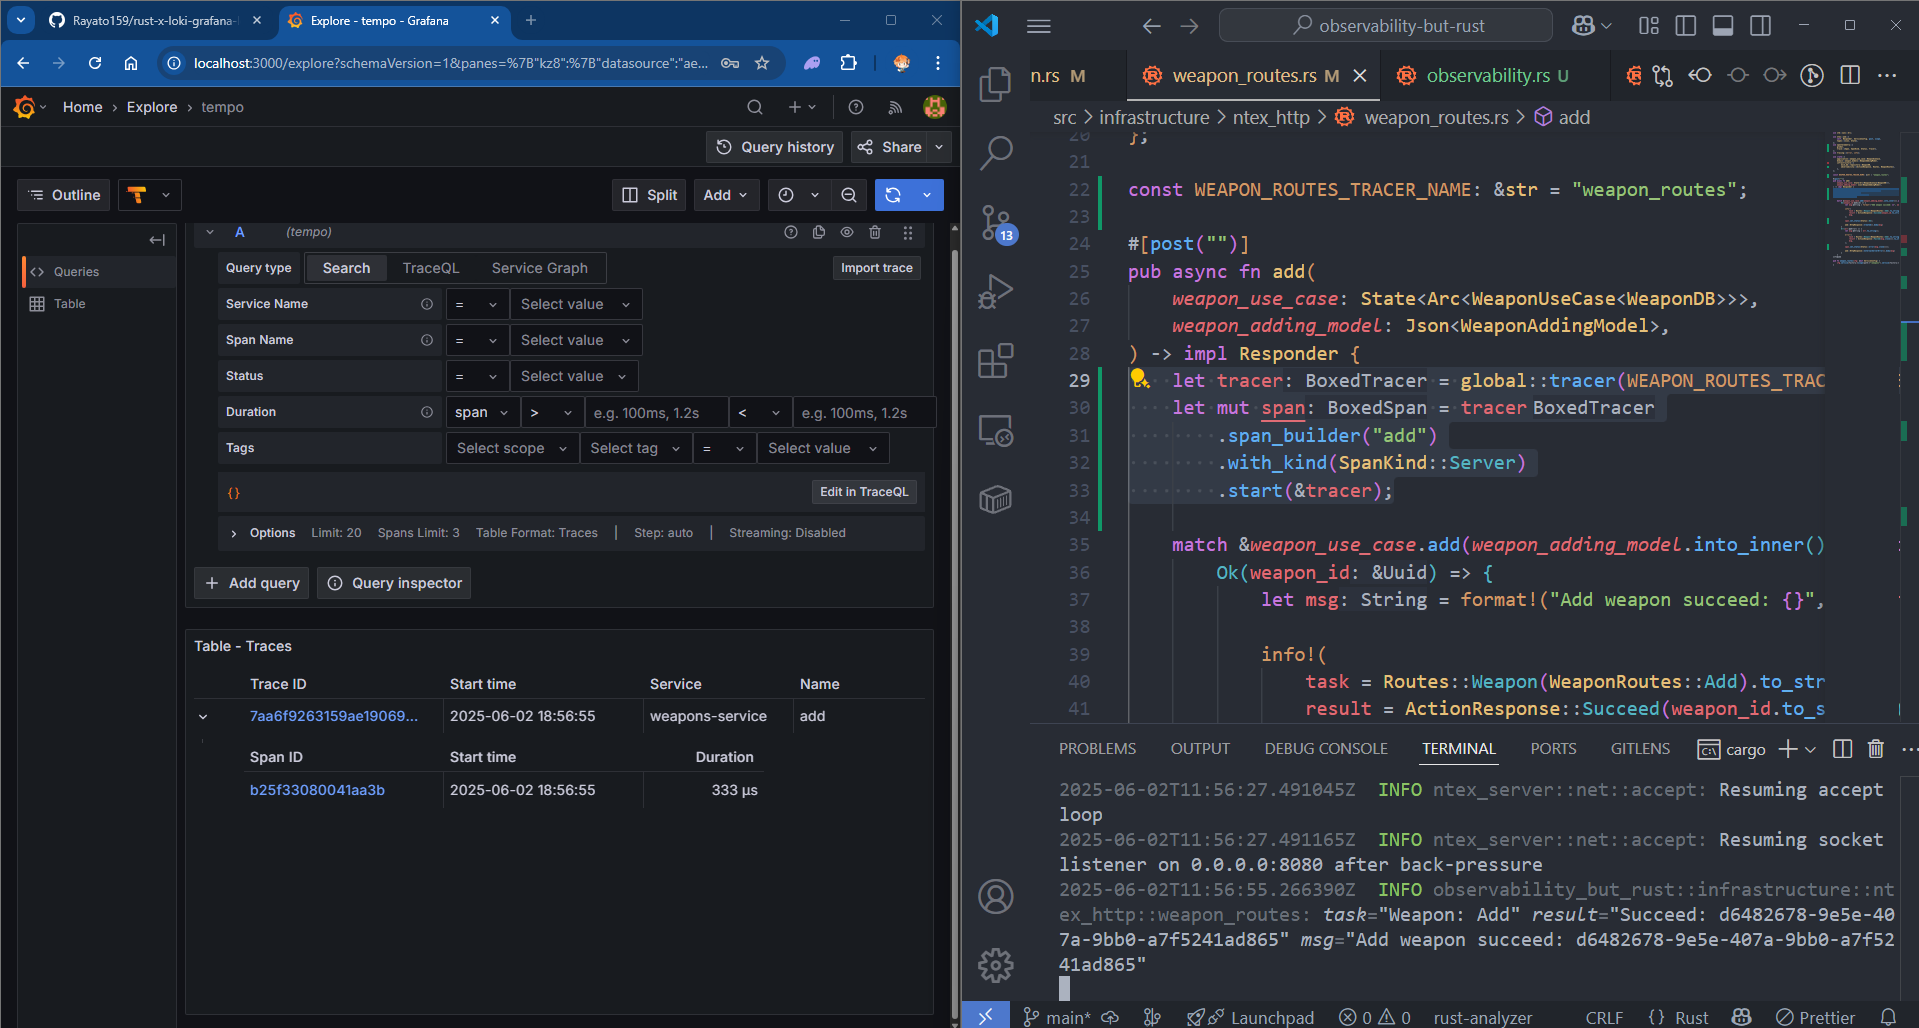 Rayato159/rust-x-loki-grafana-
Explore - tempo - Grafana
localhost:3000/explore?schemaVersion=1&panes=%7B"kz8":%7B"datasource":"ae...
Home > Explore > tempo
Query history
Share
Outline
Split
Add
Queries
Table
A (tempo)
Query type Search TraceQL Service Graph Import trace
Service Name = Select value
Span Name = Select value
Status = Select value
Duration span > e.g. 100ms, 1.2s < e.g. 100ms, 1.2s
Tags Select scope Select tag = Select value
{} Edit in TraceQL
Options Limit: 20 Spans Limit: 3 Table Format: Traces | Step: auto | Streaming: Disabled
+ Add query Query inspector
Table - Traces
Trace ID Start time Service Name
7aa6f9263159ae19069... 2025-06-02 18:56:55 weapons-service add
Span ID Start time Duration
b25f33080041aa3b 2025-06-02 18:56:55 333 µs
observability-but-rust
n.rs M weapon_routes.rs M observability.rs U
src > infrastructure > ntex_http > weapon_routes.rs > add
13
20 };
21
22 const WEAPON_ROUTES_TRACER_NAME: &str = "weapon_routes";
23
24 #[post("")]
25 pub async fn add(
26 weapon_use_case: State<Arc<WeaponUseCase<WeaponDB>>>,
27 weapon_adding_model: Json<WeaponAddingModel>,
28 ) -> impl Responder {
29 let tracer: BoxedTracer = global::tracer(WEAPON_ROUTES_TRAC
30 let mut span: BoxedSpan = tracer BoxedTracer
31 .span_builder("add")
32 .with_kind(SpanKind::Server)
33 .start(&tracer);
34
35 match &weapon_use_case.add(weapon_adding_model.into_inner()
36 Ok(weapon_id: &Uuid) => {
37 let msg: String = format!("Add weapon succeed: {}",
38
39 info!(
40 task = Routes::Weapon(WeaponRoutes::Add).to_str
41 result = ActionResponse::Succeed(weapon_id.to_s
PROBLEMS OUTPUT DEBUG CONSOLE TERMINAL PORTS GITLENS cargo
2025-06-02T11:56:27.491045Z INFO ntex_server::net::accept: Resuming accept
loop
2025-06-02T11:56:27.491165Z INFO ntex_server::net::accept: Resuming socket
listener on 0.0.0.0:8080 after back-pressure
2025-06-02T11:56:55.266390Z INFO observability_but_rust::infrastructure::nt
ex_http::weapon_routes: task="Weapon: Add" result="Succeed: d6482678-9e5e-40
7a-9bb0-a7f5241ad865" msg="Add weapon succeed: d6482678-9e5e-407a-9bb0-a7f52
41ad865"
main* Launchpad 0 0 rust-analyzer CRLF {} Rust Prettier